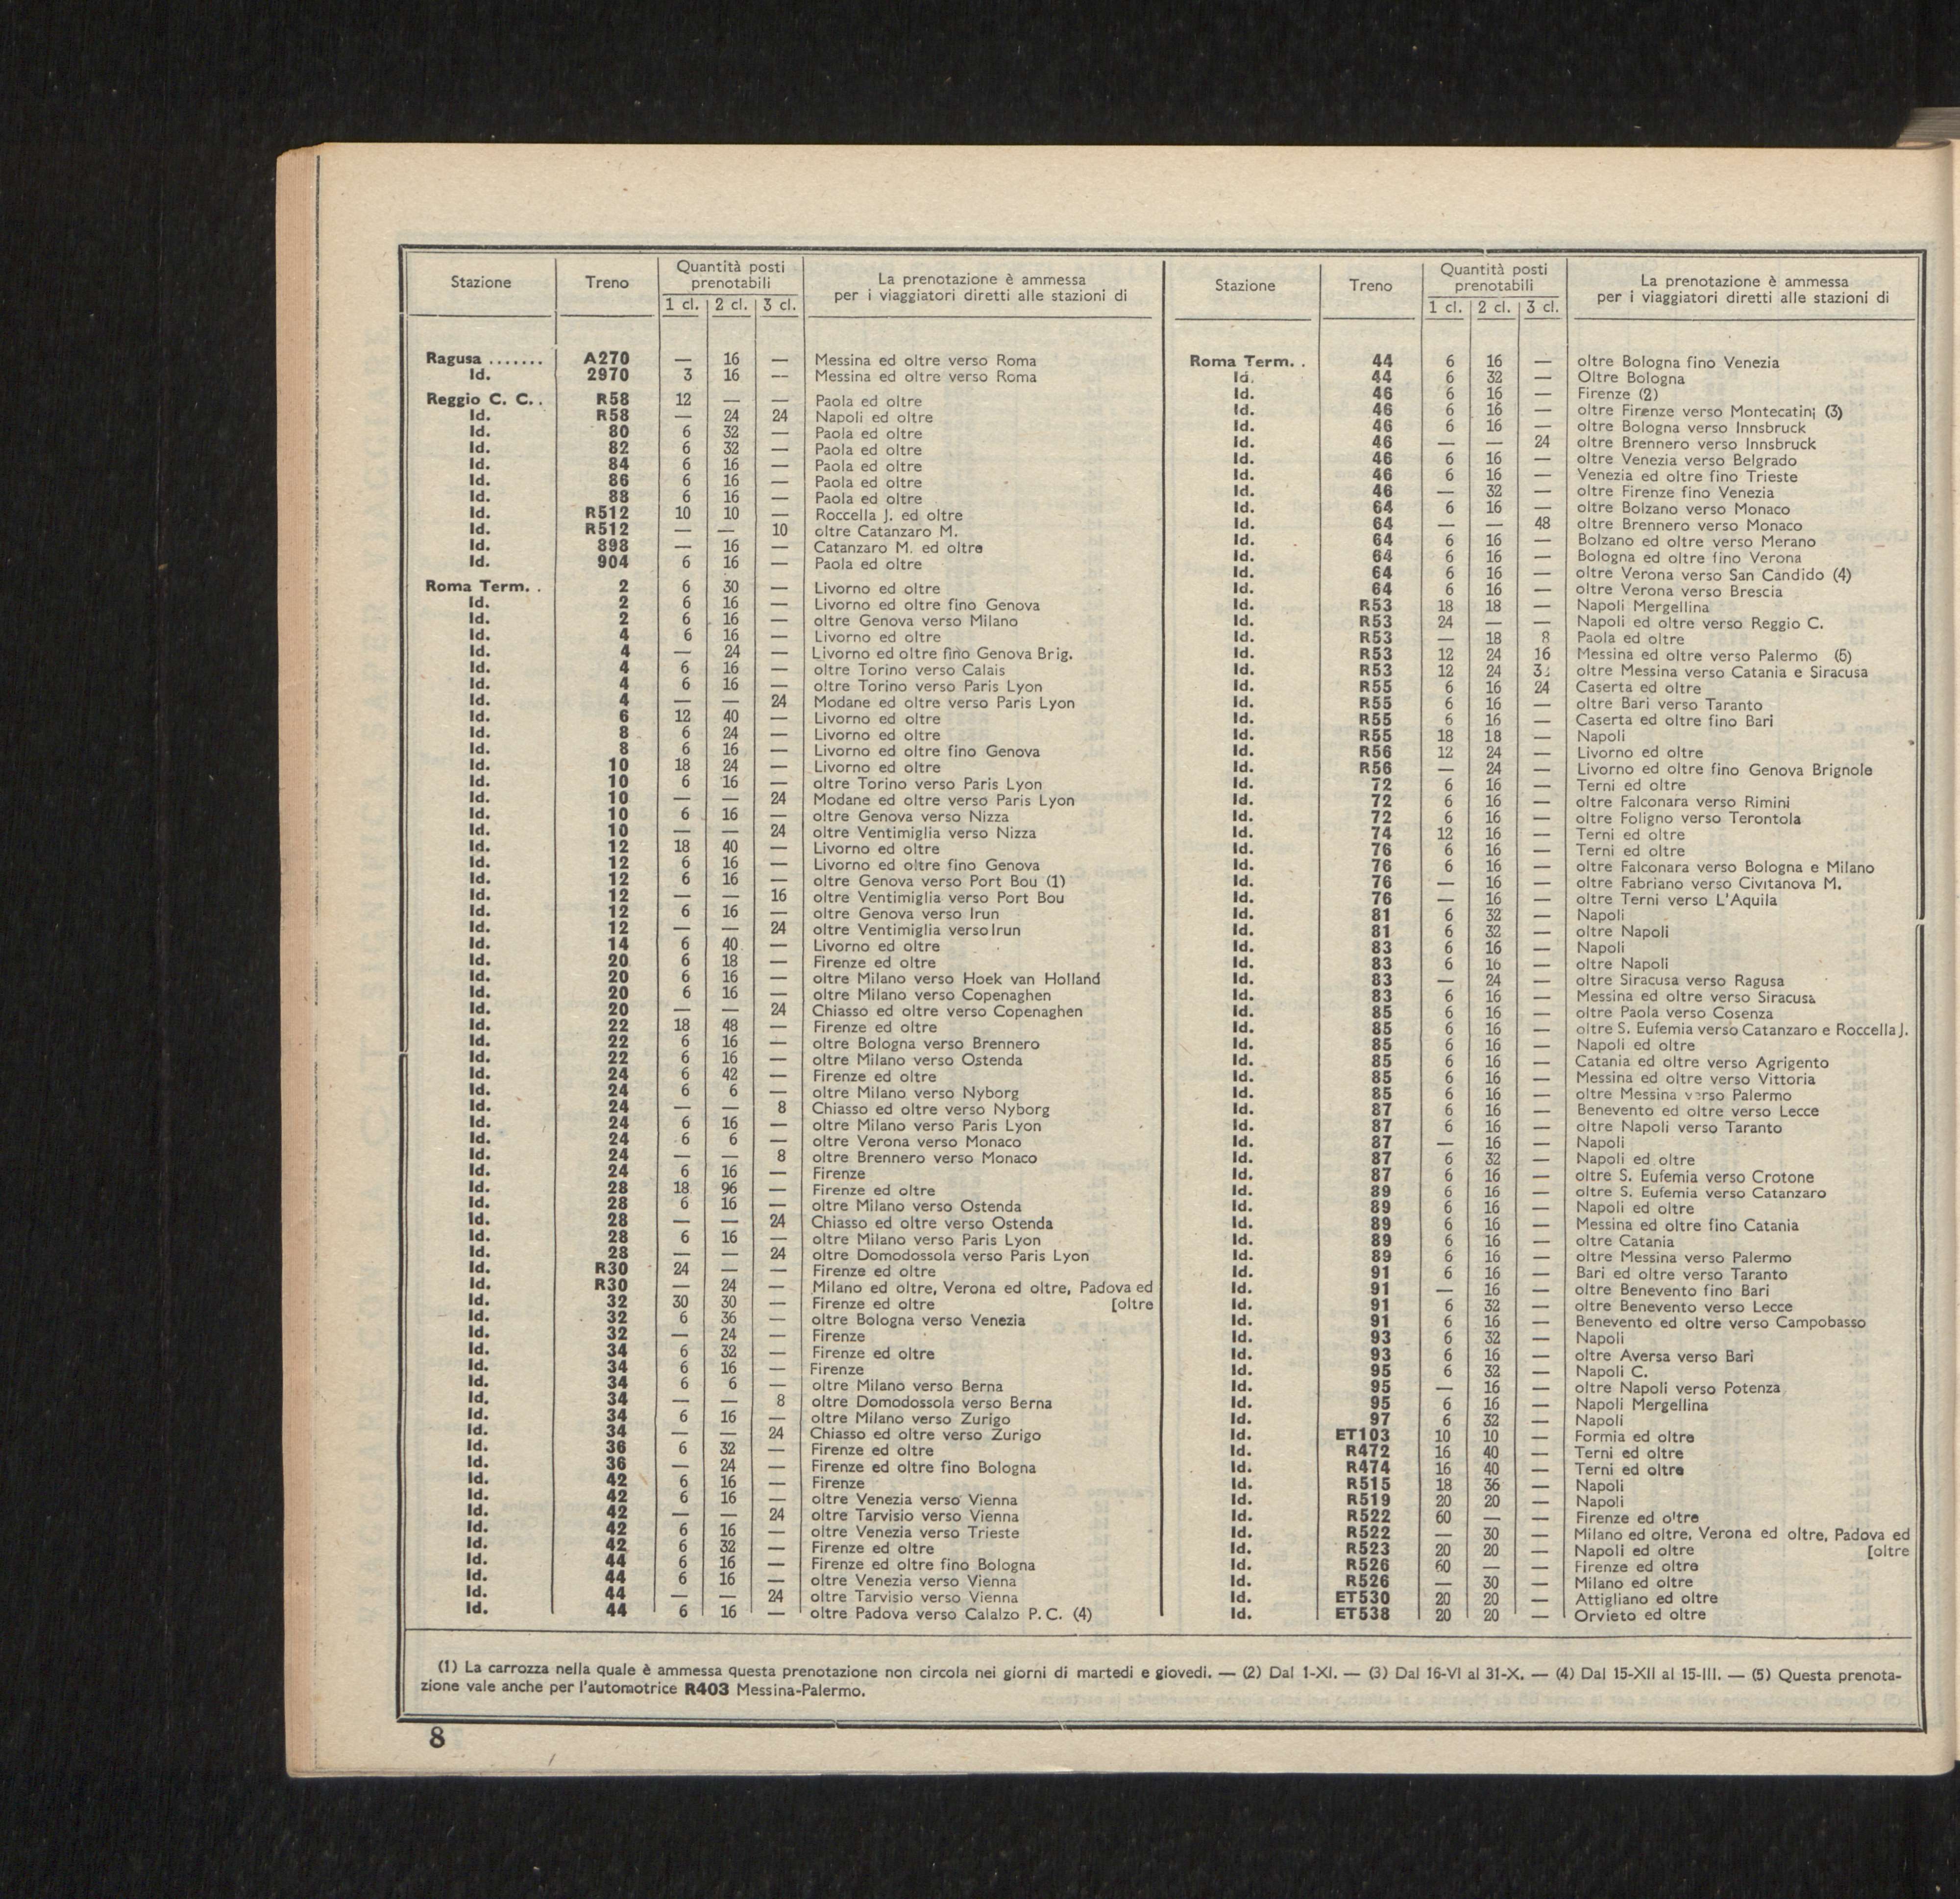 Stazione Treno Quantità posti prenotabili La prenotazione è ammessa per i viaggiatori diretti alle stazioni di
1 cl. 2 cl. 3 cl.
Ragusa ....... A270 — 16 — Messina ed oltre verso Roma
Id. 2970 3 16 — Messina ed oltre verso Roma
Reggio C. C. . R58 12 — — Paola ed oltre
Id. R58 — 24 24 Napoli ed oltre
Id. 80 6 32 — Paola ed oltre
Id. 82 6 32 — Paola ed oltre
Id. 84 6 16 — Paola ed oltre
Id. 86 6 16 — Paola ed oltre
Id. 88 6 16 — Paola ed oltre
Id. R512 10 10 — Roccella J. ed oltre
Id. R512 — — 10 oltre Catanzaro M.
Id. 898 — 16 — Catanzaro M. ed oltre
Id. 904 6 16 — Paola ed oltre
Roma Term. . 2 6 30 — Livorno ed oltre
Id. 2 6 16 — Livorno ed oltre fino Genova
Id. 2 6 16 — oltre Genova verso Milano
Id. 4 6 16 — Livorno ed oltre
Id. 4 — 24 — Livorno ed oltre fino Genova Brig.
Id. 4 6 16 — oltre Torino verso Calais
Id. 4 6 16 — oltre Torino verso Paris Lyon
Id. 4 — — 24 Modane ed oltre verso Paris Lyon
Id. 6 12 40 — Livorno ed oltre
Id. 8 6 24 — Livorno ed oltre
Id. 8 6 16 — Livorno ed oltre fino Genova
Id. 10 18 24 — Livorno ed oltre
Id. 10 6 16 — oltre Torino verso Paris Lyon
Id. 10 — — 24 Modane ed oltre verso Paris Lyon
Id. 10 6 16 — oltre Genova verso Nizza
Id. 10 — — 24 oltre Ventimiglia verso Nizza
Id. 12 18 40 — Livorno ed oltre
Id. 12 6 16 — Livorno ed oltre fino Genova
Id. 12 6 16 — oltre Genova verso Port Bou (1)
Id. 12 — — 16 oltre Ventimiglia verso Port Bou
Id. 12 6 16 — oltre Genova verso Irun
Id. 12 — — 24 oltre Ventimiglia verso Irun
Id. 14 6 40 — Livorno ed oltre
Id. 20 6 18 — Firenze ed oltre
Id. 20 6 16 — oltre Milano verso Hoek van Holland
Id. 20 6 16 — oltre Milano verso Copenaghen
Id. 20 — — 24 Chiasso ed oltre verso Copenaghen
Id. 22 18 48 — Firenze ed oltre
Id. 22 6 16 — oltre Bologna verso Brennero
Id. 22 6 16 — oltre Milano verso Ostenda
Id. 24 6 42 — Firenze ed oltre
Id. 24 6 6 — oltre Milano verso Nyborg
Id. 24 — — 8 Chiasso ed oltre verso Nyborg
Id. 24 6 16 — oltre Milano verso Paris Lyon
Id. 24 6 6 — oltre Verona verso Monaco
Id. 24 — — 8 oltre Brennero verso Monaco
Id. 24 6 16 — Firenze
Id. 28 18 96 — Firenze ed oltre
Id. 28 6 16 — oltre Milano verso Ostenda
Id. 28 — — 24 Chiasso ed oltre verso Ostenda
Id. 28 6 16 — oltre Milano verso Paris Lyon
Id. 28 — — 24 oltre Domodossola verso Paris Lyon
Id. R30 24 — — Firenze ed oltre
Id. R30 — 24 — Milano ed oltre, Verona ed oltre, Padova ed
Id. 32 30 30 — Firenze ed oltre [oltre
Id. 32 6 36 — oltre Bologna verso Venezia
Id. 32 — 24 — Firenze
Id. 34 6 32 — Firenze ed oltre
Id. 34 6 16 — Firenze
Id. 34 6 6 — oltre Milano verso Berna
Id. 34 — — 8 oltre Domodossola verso Berna
Id. 34 6 16 — oltre Milano verso Zurigo
Id. 34 — — 24 Chiasso ed oltre verso Zurigo
Id. 36 6 32 — Firenze ed oltre
Id. 36 — 24 — Firenze ed oltre fino Bologna
Id. 42 6 16 — Firenze
Id. 42 6 16 — oltre Venezia verso Vienna
Id. 42 — — 24 oltre Tarvisio verso Vienna
Id. 42 6 16 — oltre Venezia verso Trieste
Id. 42 6 32 — Firenze ed oltre
Id. 44 6 16 — Firenze ed oltre fino Bologna
Id. 44 6 16 — oltre Venezia verso Vienna
Id. 44 — — 24 oltre Tarvisio verso Vienna
Id. 44 6 16 — oltre Padova verso Calalzo P. C. (4)
Stazione Treno Quantità posti prenotabili La prenotazione è ammessa per i viaggiatori diretti alle stazioni di
1 cl. 2 cl. 3 cl.
Roma Term. . 44 6 16 — oltre Bologna fino Venezia
Id. 44 6 32 — Oltre Bologna
Id. 46 6 16 — Firenze (2)
Id. 46 6 16 — oltre Firenze verso Montecatini (3)
Id. 46 6 16 — oltre Bologna verso Innsbruck
Id. 46 — — 24 oltre Brennero verso Innsbruck
Id. 46 6 16 — oltre Venezia verso Belgrado
Id. 46 6 16 — Venezia ed oltre fino Trieste
Id. 46 — 32 — oltre Firenze fino Venezia
Id. 64 6 16 — oltre Bolzano verso Monaco
Id. 64 — — 48 oltre Brennero verso Monaco
Id. 64 6 16 — Bolzano ed oltre verso Merano
Id. 64 6 16 — Bologna ed oltre fino Verona
Id. 64 6 16 — oltre Verona verso San Candido (4)
Id. 64 6 16 — oltre Verona verso Brescia
Id. R53 18 18 — Napoli Mergellina
Id. R53 24 — — Napoli ed oltre verso Reggio C.
Id. R53 — 18 8 Paola ed oltre
Id. R53 12 24 16 Messina ed oltre verso Palermo (5)
Id. R53 12 24 oltre Messina verso Catania e Siracusa
Id. R55 6 16 24 Caserta ed oltre
Id. R55 6 16 — oltre Bari verso Taranto
Id. R55 6 16 — Caserta ed oltre fino Bari
Id. R55 18 18 — Napoli
Id. R56 12 24 — Livorno ed oltre
Id. R56 — 24 — Livorno ed oltre fino Genova Brignole
Id. 72 6 16 — Terni ed oltre
Id. 72 6 16 — oltre Falconara verso Rimini
Id. 72 6 16 — oltre Foligno verso Terontola
Id. 74 12 16 — Terni ed oltre
Id. 76 6 16 — Terni ed oltre
Id. 76 6 16 — oltre Falconara verso Bologna e Milano
Id. 76 — 16 — oltre Fabriano verso Civitanova M.
Id. 76 — 16 — oltre Terni verso L'Aquila
Id. 81 6 32 — Napoli
Id. 81 6 32 — oltre Napoli
Id. 83 6 16 — Napoli
Id. 83 6 16 — oltre Napoli
Id. 83 — 24 — oltre Siracusa verso Ragusa
Id. 83 6 16 — Messina ed oltre verso Siracusa
Id. 85 6 16 — oltre Paola verso Cosenza
Id. 85 6 16 — oltre S. Eufemia verso Catanzaro e Roccella J.
Id. 85 6 16 — Napoli ed oltre
Id. 85 6 16 — Catania ed oltre verso Agrigento
Id. 85 6 16 — Messina ed oltre verso Vittoria
Id. 85 6 16 — oltre Messina verso Palermo
Id. 87 6 16 — Benevento ed oltre verso Lecce
Id. 87 6 16 — oltre Napoli verso Taranto
Id. 87 — 16 — Napoli
Id. 87 6 32 — Napoli ed oltre
Id. 87 6 16 — oltre S. Eufemia verso Crotone
Id. 89 6 16 — oltre S. Eufemia verso Catanzaro
Id. 89 6 16 — Napoli ed oltre
Id. 89 6 16 — Messina ed oltre fino Catania
Id. 89 6 16 — oltre Catania
Id. 89 6 16 — oltre Messina verso Palermo
Id. 91 6 16 — Bari ed oltre verso Taranto
Id. 91 — 16 — oltre Benevento fino Bari
Id. 91 6 32 — oltre Benevento verso Lecce
Id. 91 6 16 — Benevento ed oltre verso Campobasso
Id. 93 6 32 — Napoli
Id. 93 6 16 — oltre Aversa verso Bari
Id. 95 6 32 — Napoli C.
Id. 95 — 16 — oltre Napoli verso Potenza
Id. 95 6 16 — Napoli Mergellina
Id. 97 6 32 — Napoli
Id. ET103 10 10 — Formia ed oltre
Id. R472 16 40 — Terni ed oltre
Id. R474 16 40 — Terni ed oltre
Id. R515 18 36 — Napoli
Id. R519 20 20 — Napoli
Id. R522 60 — — Firenze ed oltre
Id. R522 — 30 — Milano ed oltre, Verona ed oltre, Padova ed
Id. R523 20 20 — Napoli ed oltre [oltre
Id. R526 60 — — Firenze ed oltre
Id. R526 — 30 — Milano ed oltre
Id. ET530 20 20 — Attigliano ed oltre
Id. ET538 20 20 — Orvieto ed oltre
(1) La carrozza nella quale è ammessa questa prenotazione non circola nei giorni di martedi e giovedi. — (2) Dal 1-XI. — (3) Dal 16-VI al 31-X. — (4) Dal 15-XII al 15-III. — (5) Questa prenota-
zione vale anche per l'automotrice R403 Messina-Palermo.
8